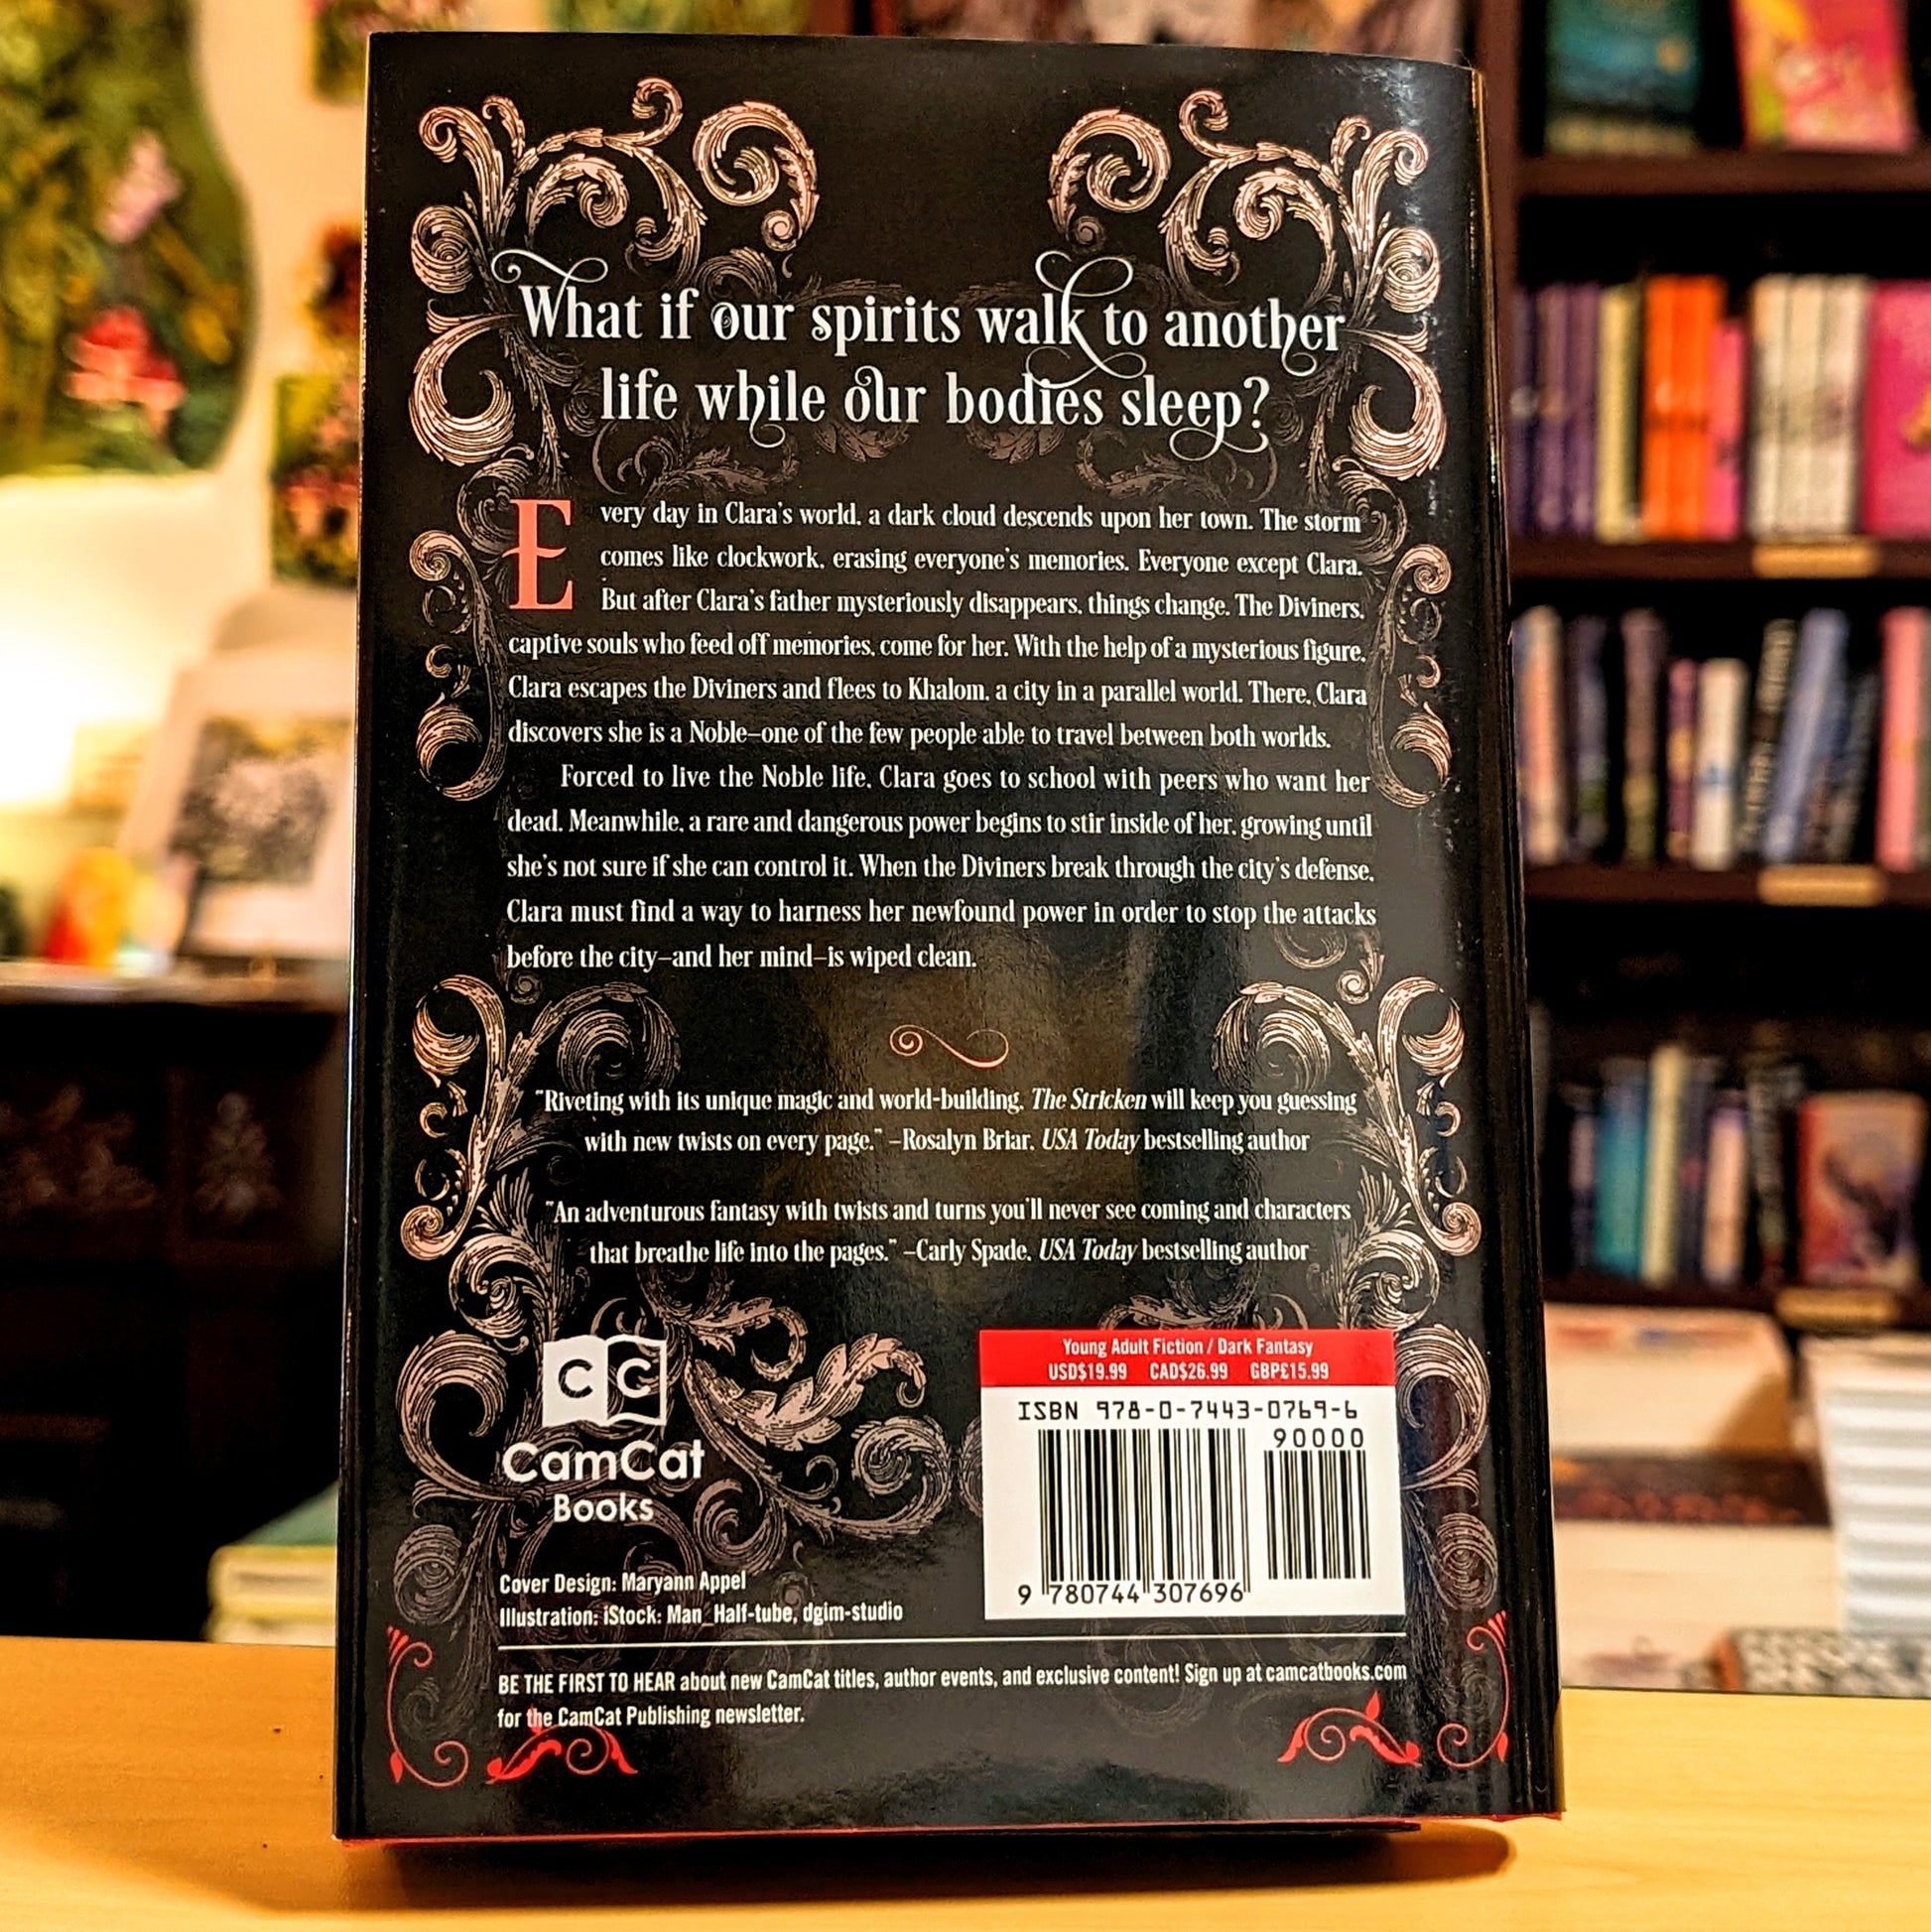 What if our spirits walk to another
life while our bodies sleep?
Every day in Clara's world, a dark cloud descends upon her town. The storm
comes like clockwork, erasing everyone's memories. Everyone except Clara.
But after Clara's father mysteriously disappears, things change. The Diviners,
captive souls who feed off memories, come for her. With the help of a mysterious figure,
Clara escapes the Diviners and flees to Khalom, a city in a parallel world. There, Clara
discovers she is a Noble—one of the few people able to travel between both worlds.
Forced to live the Noble life, Clara goes to school with peers who want her
dead. Meanwhile, a rare and dangerous power begins to stir inside of her, growing until
she's not sure if she can control it. When the Diviners break through the city's defense,
Clara must find a way to harness her newfound power in order to stop the attacks
before the city—and her mind—is wiped clean.
"Riveting with its unique magic and world-building, The Stricken will keep you guessing
with new twists on every page." —Rosalyn Briar, USA Today bestselling author
"An adventurous fantasy with twists and turns you'll never see coming and characters
that breathe life into the pages." —Carly Spade, USA Today bestselling author
CC
CamCat
Books
Cover Design: Maryann Appel
Illustration: iStock: Man_Half-tube, dgim-studio
Young Adult Fiction / Dark Fantasy
USD$19.99 CAD$26.99 GBP£15.99
ISBN 978-0-7443-0769-6
90000
9 780744 307696
BE THE FIRST TO HEAR about new CamCat titles, author events, and exclusive content! Sign up at camcatbooks.com
for the CamCat Publishing newsletter.